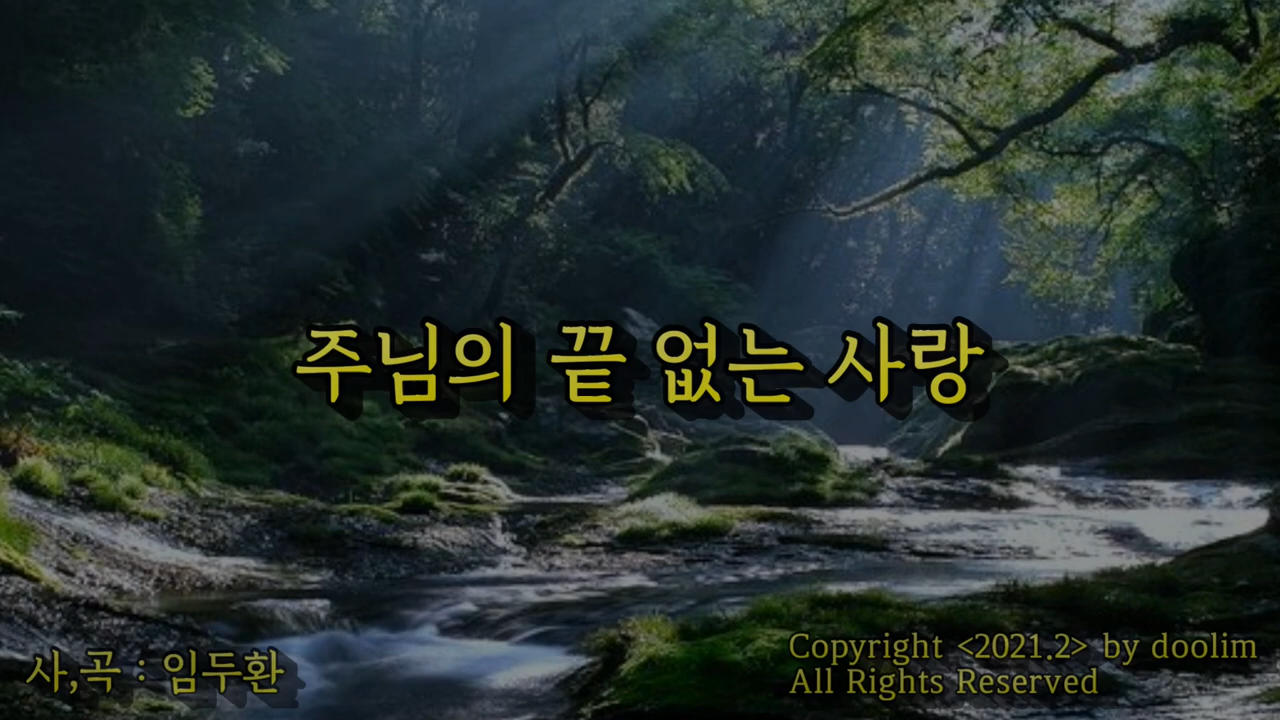 주님의 끝 없는 사랑
사,곡 : 임두환
Copyright <2021.2> by doolim
All Rights Reserved